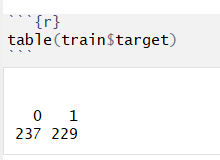 ```{r}
table(train$target)
```
0 1
237 229